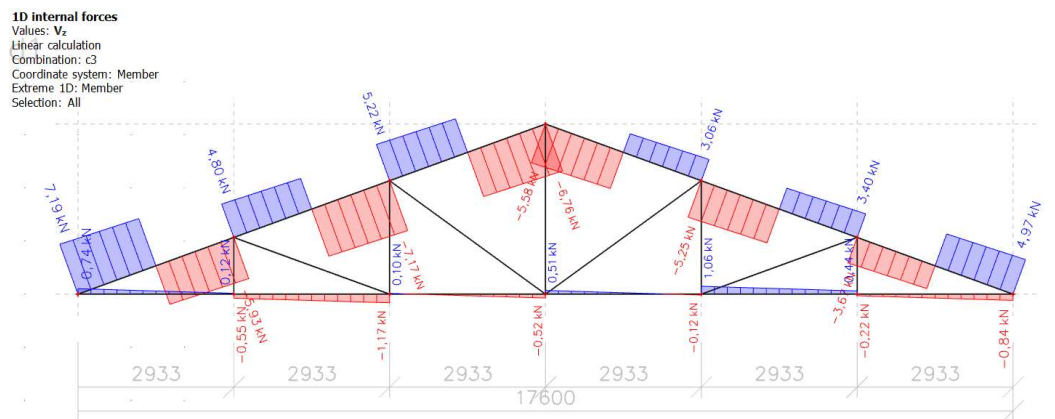 1D internal forces
Values: Vz
Linear calculation
Combination: c3
Coordinate system: Member
Extreme 1D: Member
Selection: All
5,22 kN
3,06 kN
4,80 kN
3,40 kN
7,19 kN
4,97 kN
-5,58 kN
-6,76 kN
0,74 kN
0,12 kN
-7,17 kN
0,10 kN
0,51 kN
-5,25 kN
1,06 kN
0,44 kN
-5,93 kN
-0,55 kN
-1,17 kN
-0,52 kN
-0,12 kN
-0,22 kN
-0,84 kN
2933
2933
2933
2933
2933
2933
17600